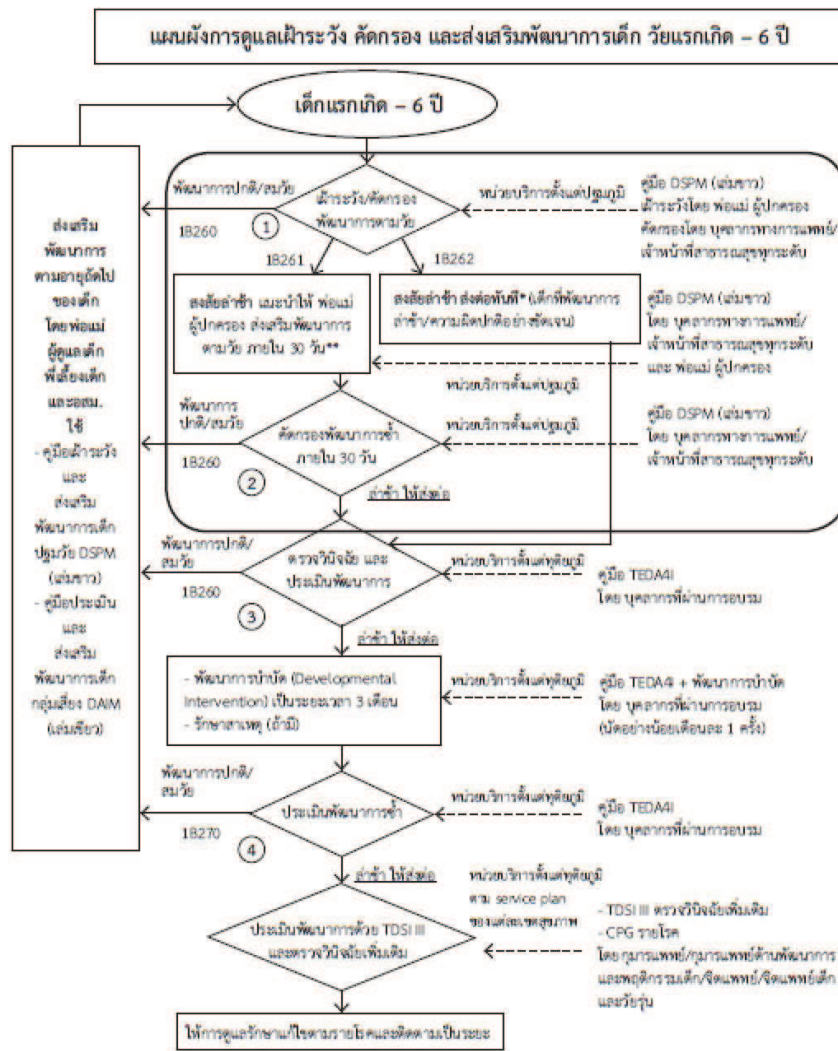 แผนผังการดูแลเฝ้าระวัง คัดกรอง และส่งเสริมพัฒนาการเด็ก วัยแรกเกิด – 6 ปี
เด็กแรกเกิด – 6 ปี
ส่งเสริม
พัฒนาการ
ตามอายุถัดไป
ของเด็ก
โดยพ่อแม่
ผู้ดูแลเด็ก
พี่เลี้ยงเด็ก
และอสม.
ใช้
- คู่มือเฝ้าระวัง
และ
ส่งเสริม
พัฒนาการเด็ก
ปฐมวัย DSPM
(เล่มขาว)
- คู่มือประเมิน
และ
ส่งเสริม
พัฒนาการเด็ก
กลุ่มเสี่ยง DAIM
(เล่มเขียว)
พัฒนาการปกติ/สมวัย
1B260
1
เฝ้าระวัง/คัดกรอง
พัฒนาการตามวัย
หน่วยบริการตั้งแต่ปฐมภูมิ
คู่มือ DSPM (เล่มขาว)
เฝ้าระวังโดย พ่อแม่ ผู้ปกครอง
คัดกรองโดย บุคลากรทางการแพทย์/
เจ้าหน้าที่สาธารณสุขทุกระดับ
1B261
1B262
สงสัยล่าช้า แนะนำให้ พ่อแม่
ผู้ปกครอง ส่งเสริมพัฒนาการ
ตามวัย ภายใน 30 วัน**
สงสัยล่าช้า ส่งต่อทันที* (เด็กที่พัฒนาการ
ล่าช้า/ความผิดปกติอย่างชัดเจน)
คู่มือ DSPM (เล่มขาว)
โดย บุคลากรทางการแพทย์/
เจ้าหน้าที่สาธารณสุขทุกระดับ
และ พ่อแม่ ผู้ปกครอง
หน่วยบริการตั้งแต่ปฐมภูมิ
พัฒนาการ
ปกติ/สมวัย
1B260
2
คัดกรองพัฒนาการซ้ำ
ภายใน 30 วัน
หน่วยบริการตั้งแต่ปฐมภูมิ
คู่มือ DSPM (เล่มขาว)
โดย บุคลากรทางการแพทย์/
เจ้าหน้าที่สาธารณสุขทุกระดับ
ล่าช้า ให้ส่งต่อ
พัฒนาการปกติ/
สมวัย
1B260
3
ตรวจวินิจฉัย และ
ประเมินพัฒนาการ
หน่วยบริการตั้งแต่ทุติยภูมิ
คู่มือ TEDA4I
โดย บุคลากรที่ผ่านการอบรม
ล่าช้า ให้ส่งต่อ
- พัฒนาการบำบัด (Developmental
Intervention) เป็นระยะเวลา 3 เดือน
- รักษาสาเหตุ (ถ้ามี)
หน่วยบริการตั้งแต่ทุติยภูมิ
คู่มือ TEDA4I + พัฒนาการบำบัด
โดย บุคลากรที่ผ่านการอบรม
(นัดอย่างน้อยเดือนละ 1 ครั้ง)
พัฒนาการปกติ/
สมวัย
1B270
4
ประเมินพัฒนาการซ้ำ
หน่วยบริการตั้งแต่ทุติยภูมิ
คู่มือ TEDA4I
โดย บุคลากรที่ผ่านการอบรม
ล่าช้า ให้ส่งต่อ
หน่วยบริการตั้งแต่ทุติยภูมิ
ตาม service plan
ของแต่ละเขตสุขภาพ
ประเมินพัฒนาการด้วย TDSI III
และตรวจวินิจฉัยเพิ่มเติม
- TDSI III ตรวจวินิจฉัยเพิ่มเติม
- CPG รายโรค
โดยกุมารแพทย์/กุมารแพทย์ด้านพัฒนาการ
และพฤติกรรมเด็ก/จิตแพทย์/จิตแพทย์เด็ก
และวัยรุ่น
ให้การดูแลรักษาแก้ไขตามรายโรคและติดตามเป็นระยะ